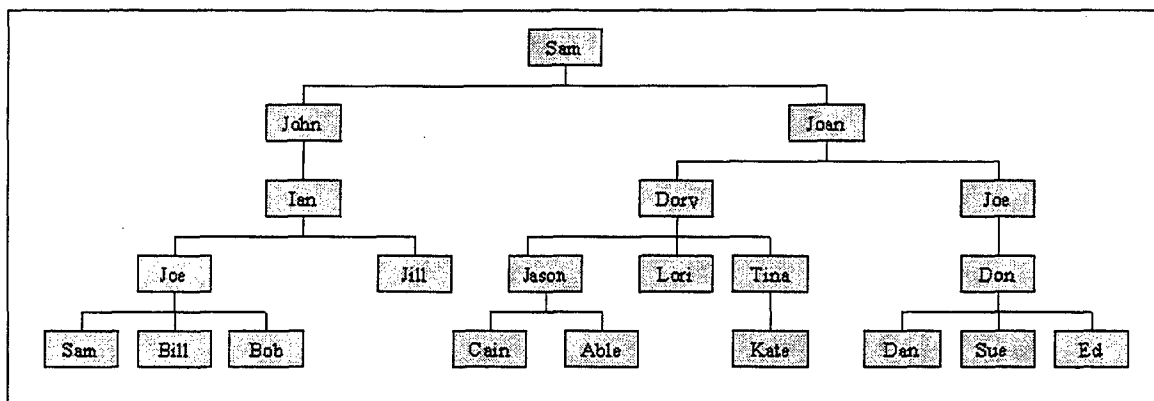 Sam
John Joan
Ian Dory Joe
Joe Jill Jason Lori Tina Don
Sam Bill Bob Cain Able Kate Dan Sue Ed